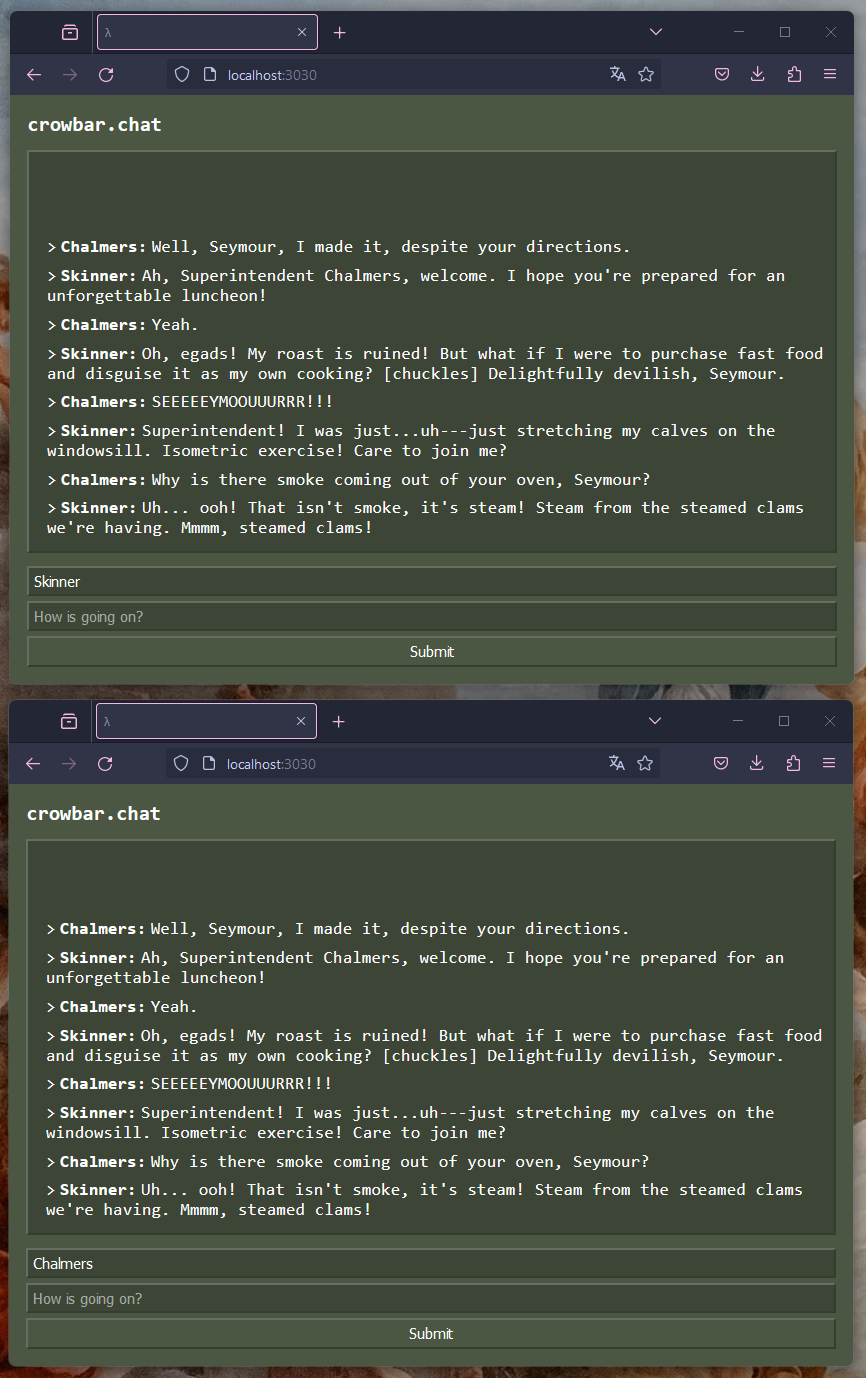 λ
localhost:3030
crowbar.chat
> Chalmers: Well, Seymour, I made it, despite your directions.
> Skinner: Ah, Superintendent Chalmers, welcome. I hope you're prepared for an
unforgettable luncheon!
> Chalmers: Yeah.
> Skinner: Oh, egads! My roast is ruined! But what if I were to purchase fast food
and disguise it as my own cooking? [chuckles] Delightfully devilish, Seymour.
> Chalmers: SEEEEEYMOOUUURRR!!!
> Skinner: Superintendent! I was just...uh---just stretching my calves on the
windowsill. Isometric exercise! Care to join me?
> Chalmers: Why is there smoke coming out of your oven, Seymour?
> Skinner: Uh... ooh! That isn't smoke, it's steam! Steam from the steamed clams
we're having. Mmmm, steamed clams!
Skinner
How is going on?
Submit
λ
localhost:3030
crowbar.chat
> Chalmers: Well, Seymour, I made it, despite your directions.
> Skinner: Ah, Superintendent Chalmers, welcome. I hope you're prepared for an
unforgettable luncheon!
> Chalmers: Yeah.
> Skinner: Oh, egads! My roast is ruined! But what if I were to purchase fast food
and disguise it as my own cooking? [chuckles] Delightfully devilish, Seymour.
> Chalmers: SEEEEEYMOOUUURRR!!!
> Skinner: Superintendent! I was just...uh---just stretching my calves on the
windowsill. Isometric exercise! Care to join me?
> Chalmers: Why is there smoke coming out of your oven, Seymour?
> Skinner: Uh... ooh! That isn't smoke, it's steam! Steam from the steamed clams
we're having. Mmmm, steamed clams!
Chalmers
How is going on?
Submit